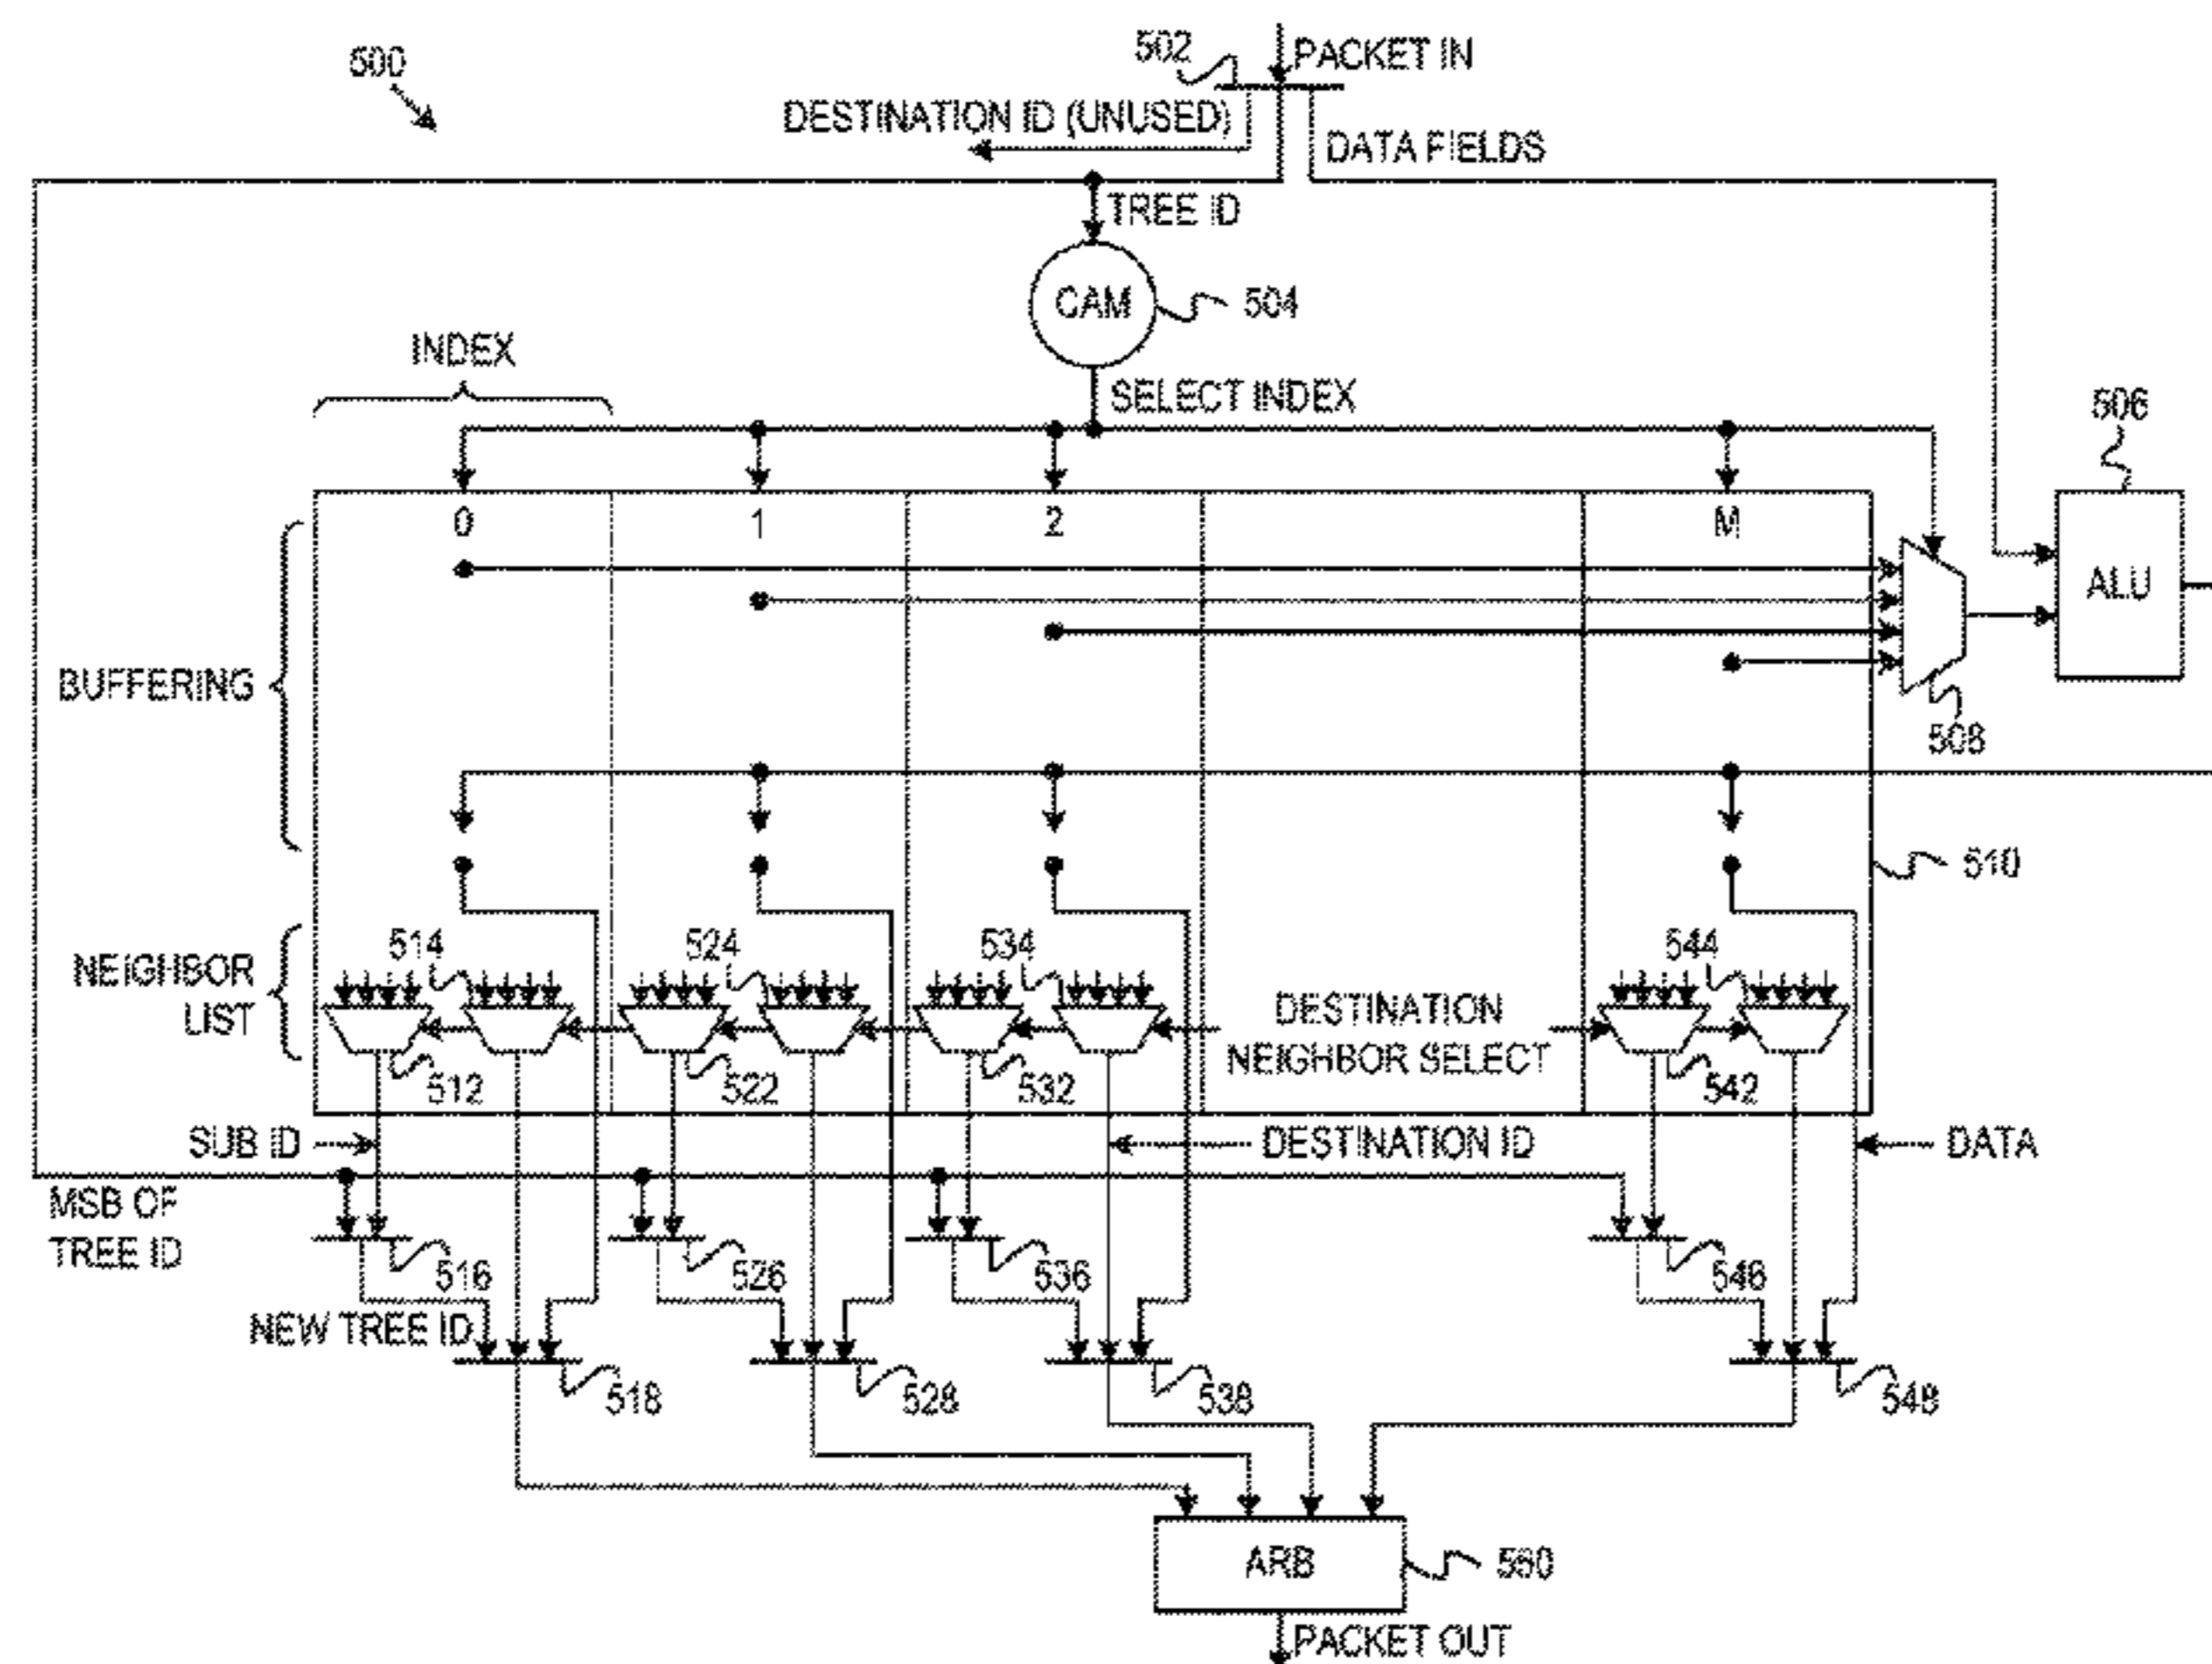 500
502
PACKET IN
DESTINATION ID (UNUSED)
DATA FIELDS
TREE ID
CAM
504
INDEX
SELECT INDEX
506
0
1
2
M
ALU
BUFFERING
508
510
NEIGHBOR
LIST
514
524
534
544
DESTINATION
NEIGHBOR SELECT
512
522
532
542
SUB ID
DESTINATION ID
DATA
MSB OF
TREE ID
516
526
536
546
NEW TREE ID
518
528
538
548
ARB
560
PACKET OUT